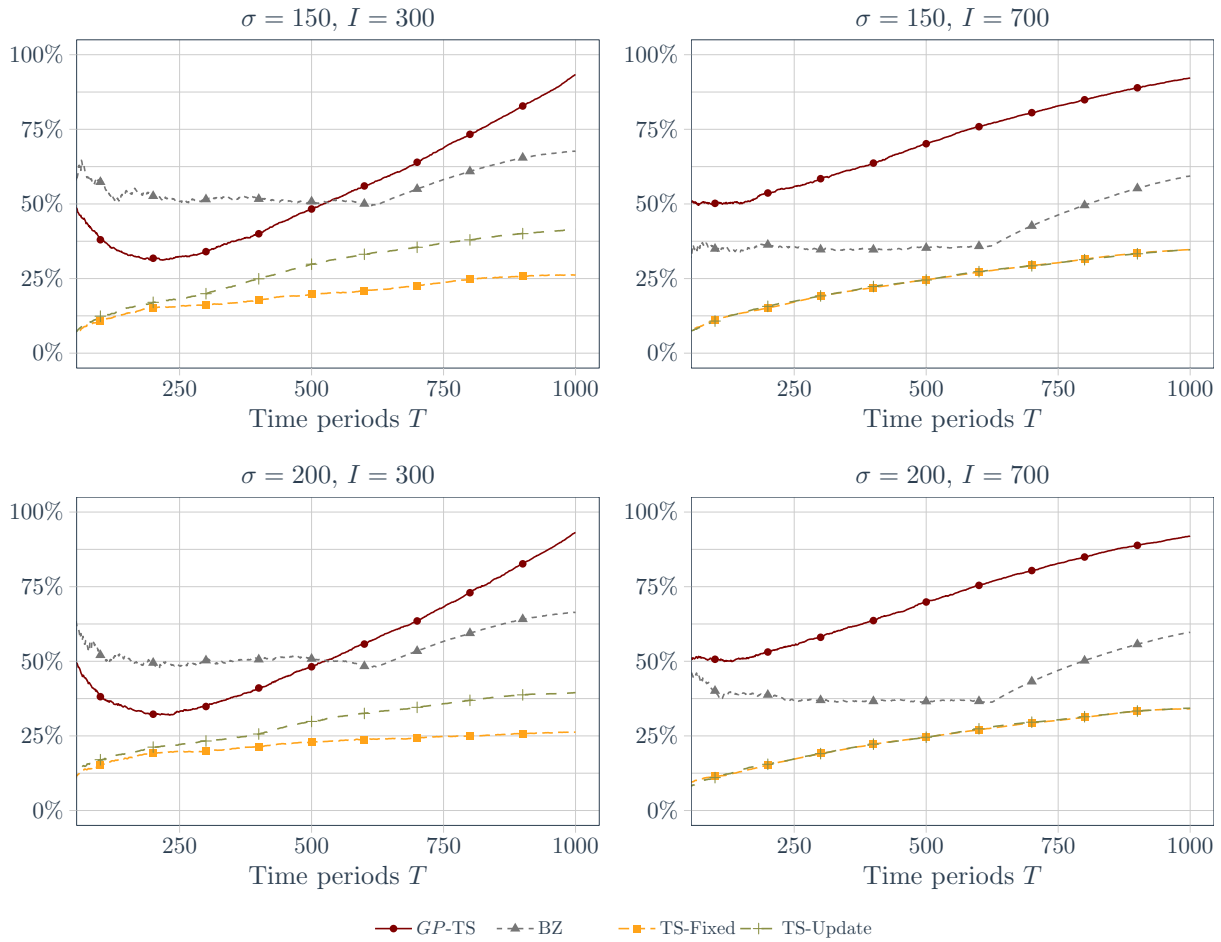 σ = 150, I = 300
100%
75%
50%
25%
0%
250 500 750 1000
Time periods T
σ = 150, I = 700
100%
75%
50%
25%
0%
250 500 750 1000
Time periods T
σ = 200, I = 300
100%
75%
50%
25%
0%
250 500 750 1000
Time periods T
σ = 200, I = 700
100%
75%
50%
25%
0%
250 500 750 1000
Time periods T
GP-TS BZ TS-Fixed TS-Update